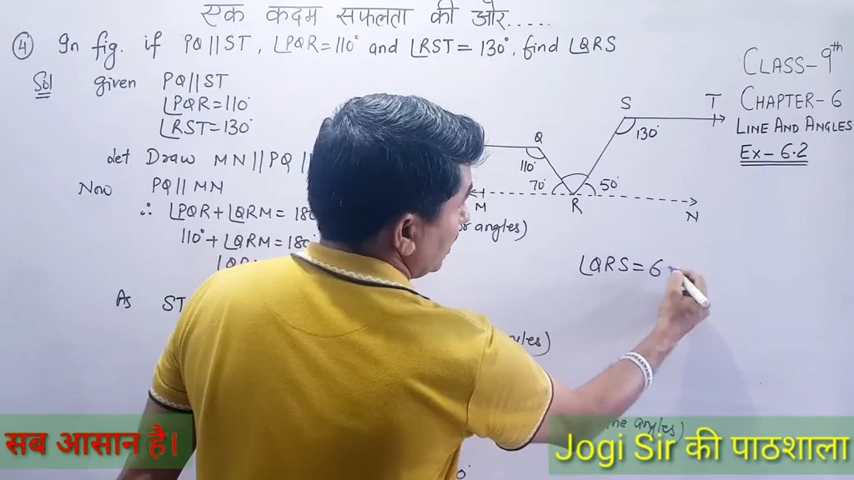 एक कदम सफलता की ओर.....
④ In fig. if PQ||ST, ∠PQR=110° and ∠RST=130°, find ∠QRS
Sol given PQ||ST
∠PQR=110°
∠RST=130°
let Draw MN||PQ||
Now PQ||MN
∴ ∠PQR+∠QRM=180°
110°+∠QRM=180°
As ST
angles)
Q
110°
70°
50°
M
R
N
S
T
130°
∠QRS=6
CLASS-9th
CHAPTER-6
LINE AND ANGLES
Ex-6.2
line angles)
सब आसान है।
Jogi Sir की पाठशाला